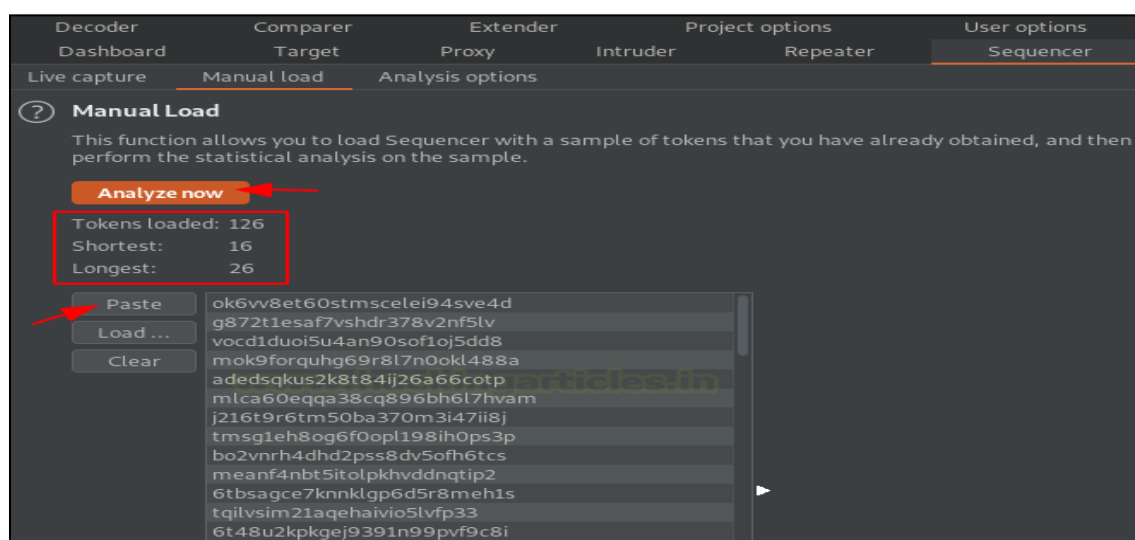 Decoder Comparer Extender Project options User options
Dashboard Target Proxy Intruder Repeater Sequencer
Live capture Manual load Analysis options
? Manual Load
This function allows you to load Sequencer with a sample of tokens that you have already obtained, and then
perform the statistical analysis on the sample.
Analyze now
Tokens loaded: 126
Shortest: 16
Longest: 26
Paste
Load ...
Clear
ok6vv8et60stmscelei94sve4d
g872t1esaf7vshdr378v2nf5lv
vocd1duoi5u4an90sof1oj5dd8
mok9forquhg69r8l7n0okl488a
adedsqkus2k8t84ij26a66cotp
mlca60eqqa38cq896bh6l7hvam
j216t9r6tm50ba370m3i47ii8j
tmsg1eh8og6f0opl198ih0ps3p
bo2vnrh4dhd2pss8dv5ofh6tcs
meanf4nbt5itolpkhvddnqtip2
6tbsagce7knnklgp6d5r8meh1s
tqilvsim21aqehaivio5lvfp33
6t48u2kpkgej9391n99pvf9c8i